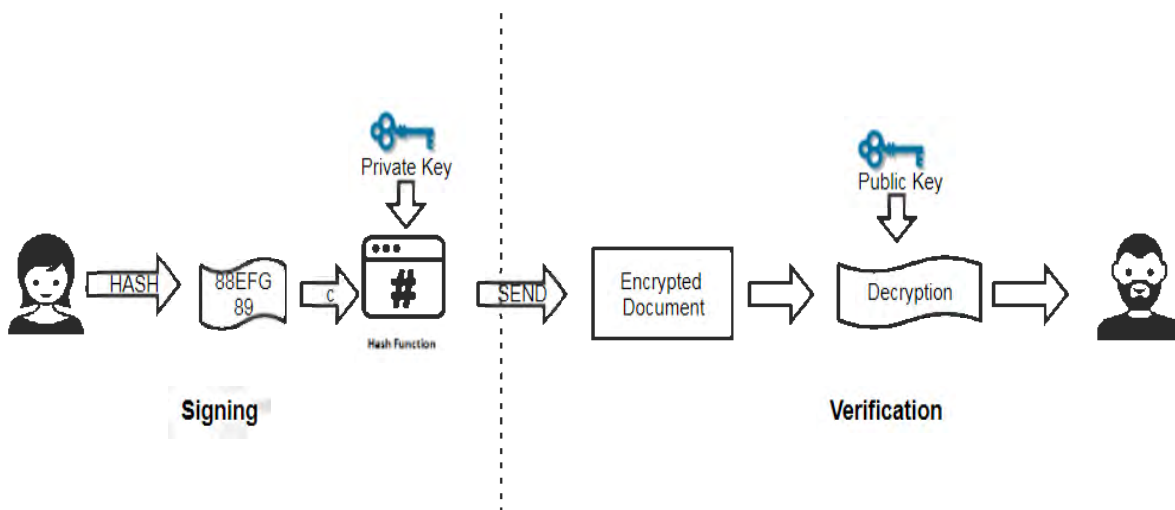 Private Key
Public Key
HASH
88EFG
89
c
#
Hash Function
SEND
Encrypted
Document
Decryption
Signing
Verification